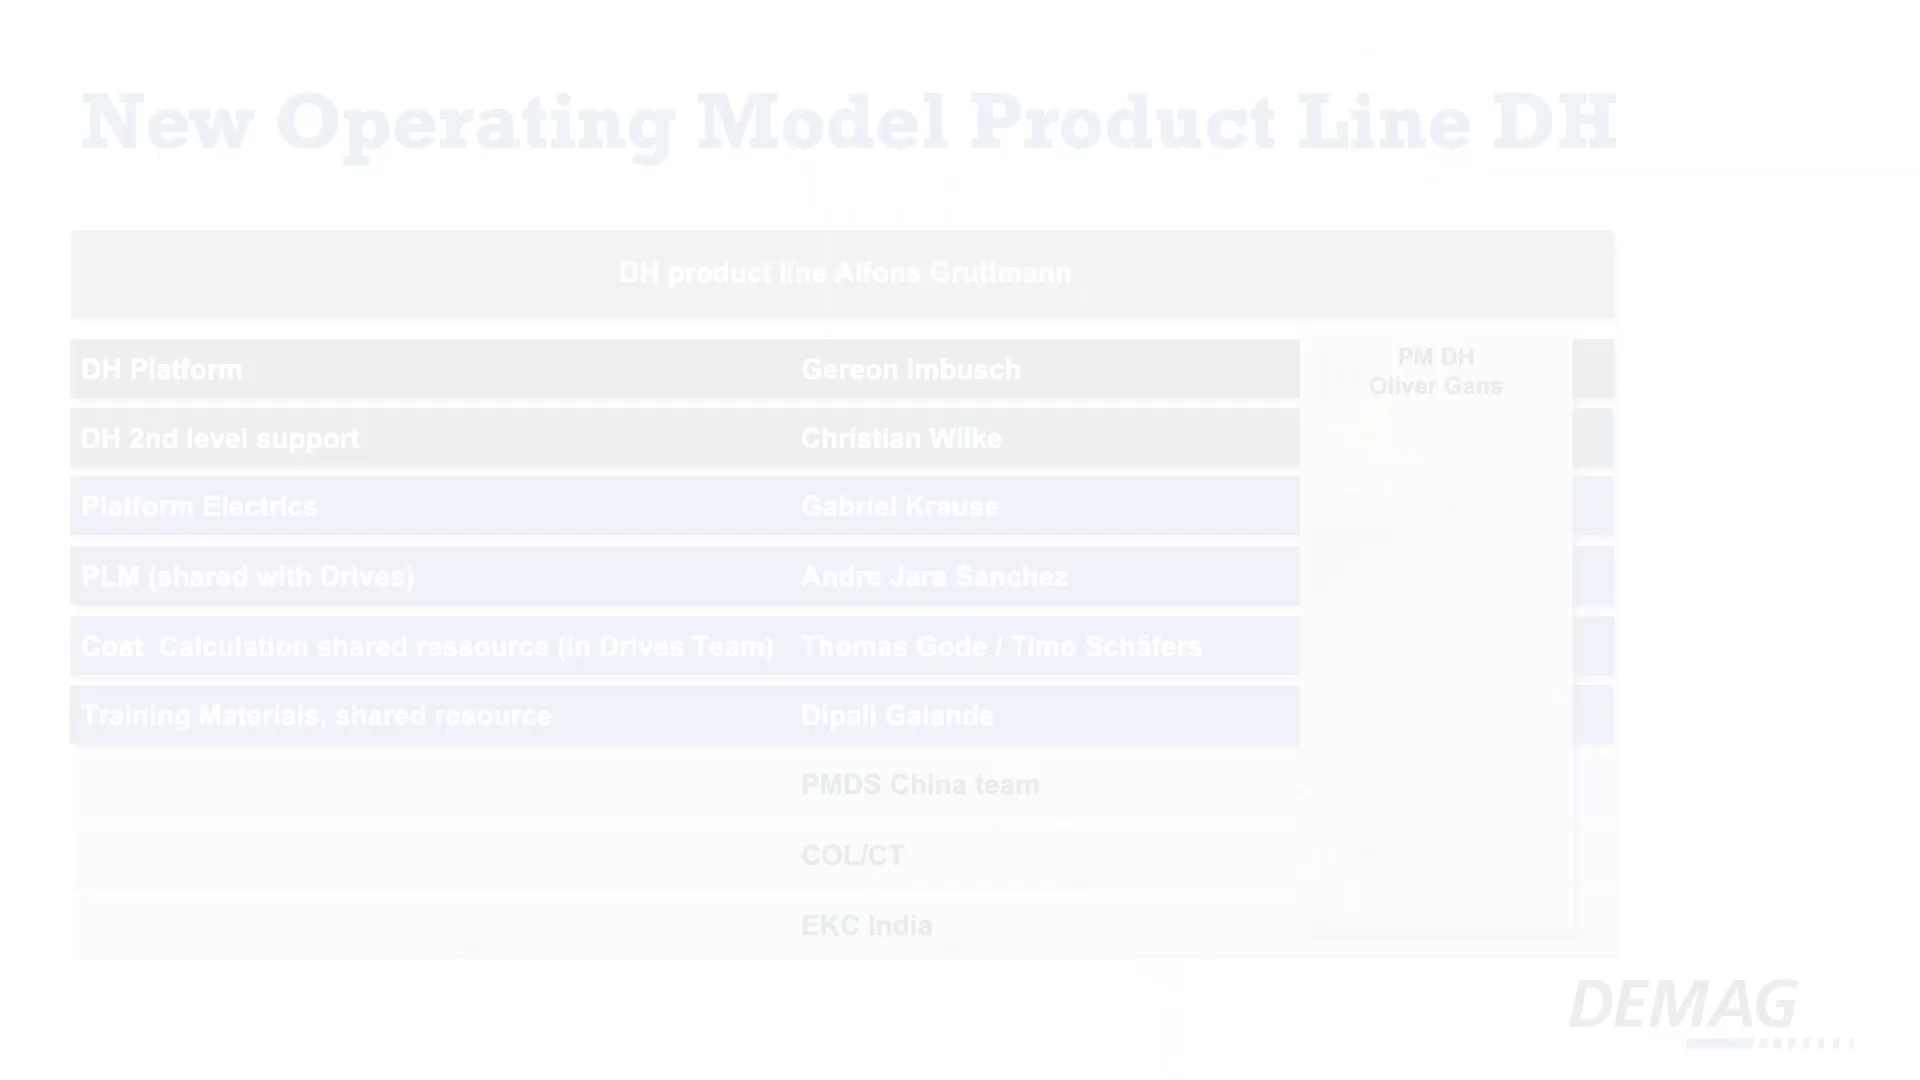 New Operating Model Product Line DH
DH product line Alfons Gruttmann
DH Platform Gereon Imbusch
PM DH
Oliver Gans
DH 2nd level support Christian Wilke
Platform Electrics Gabriel Krause
PLM (shared with Drives) Andre Jara Sanchez
Cost Calculation shared ressource (in Drives Team) Thomas Gode / Timo Schäfers
Training Materials, shared resource Dipali Galande
PMDS China team
COL/CT
EKC India
DEMAG